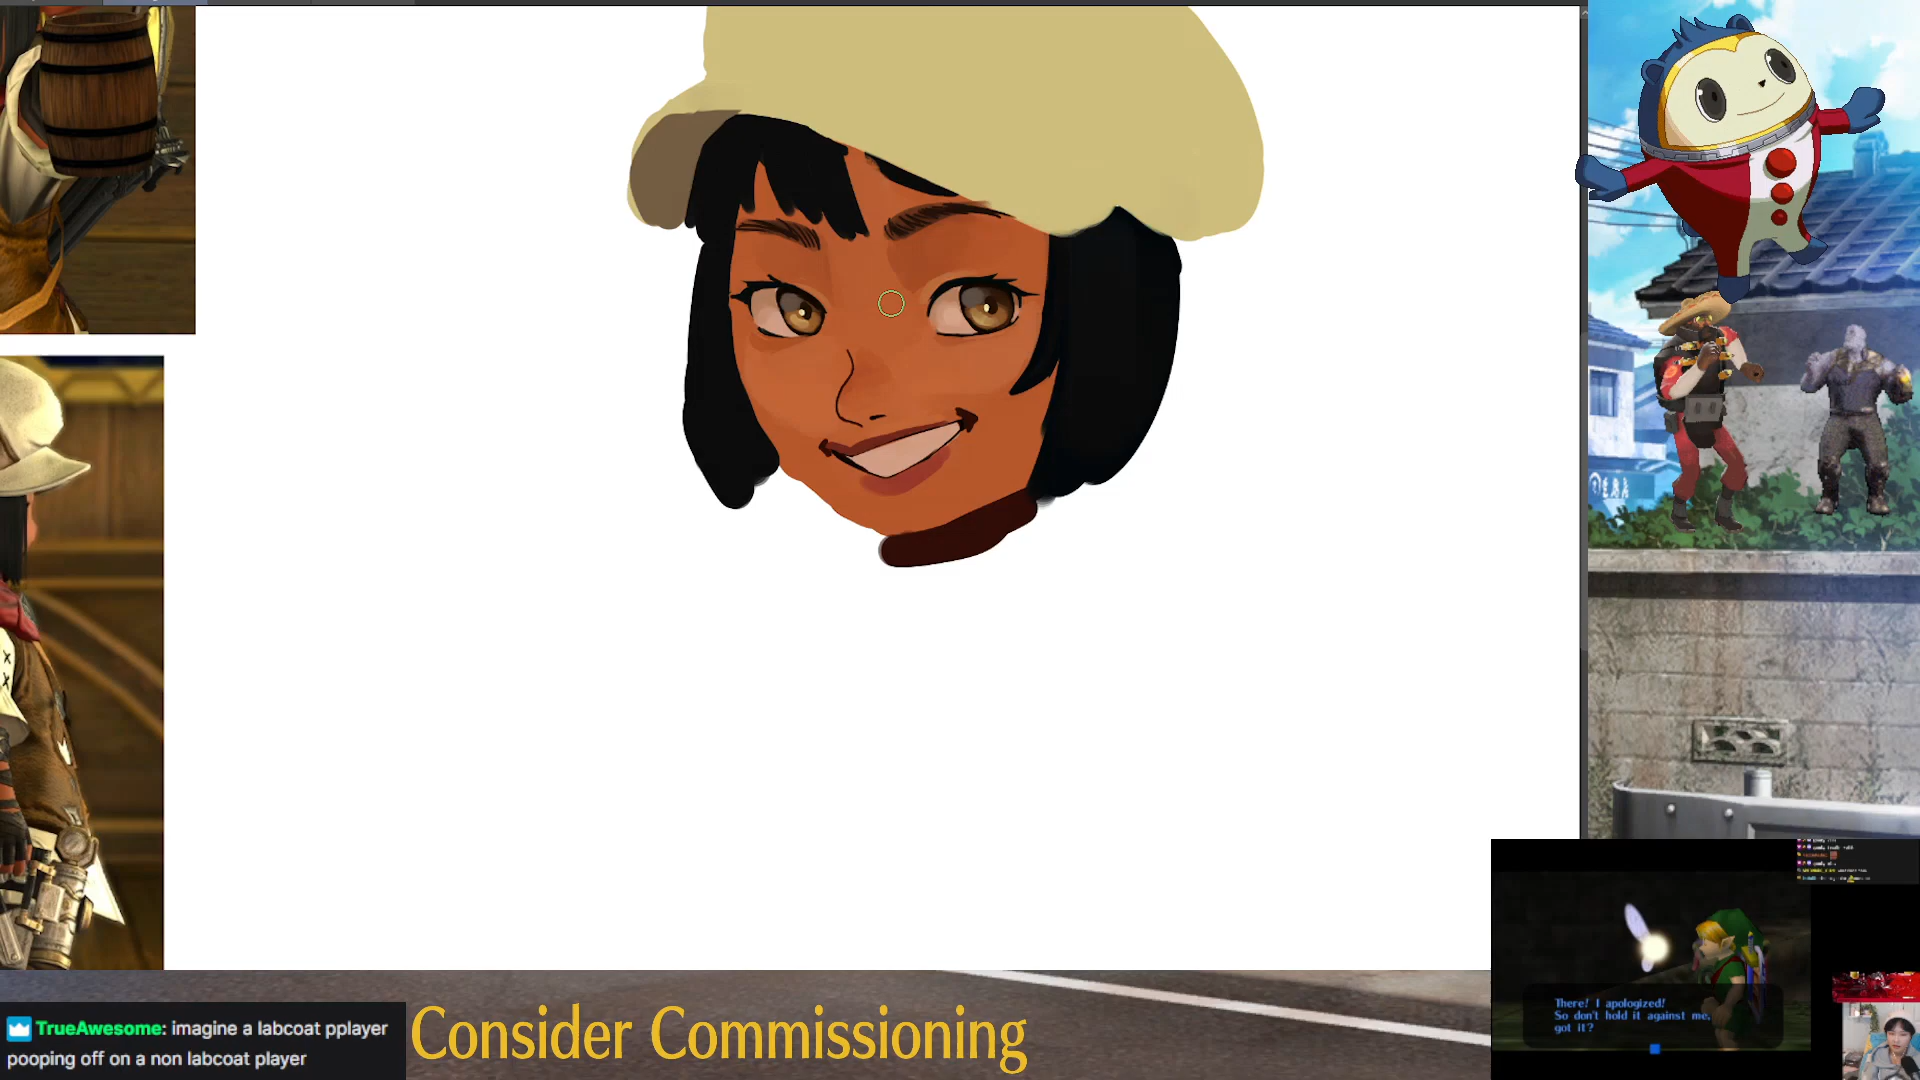 There! I apologized!
So don't hold it against me,
got it?
TrueAwesome: imagine a labcoat pplayer
pooping off on a non labcoat player
Consider Commissioning